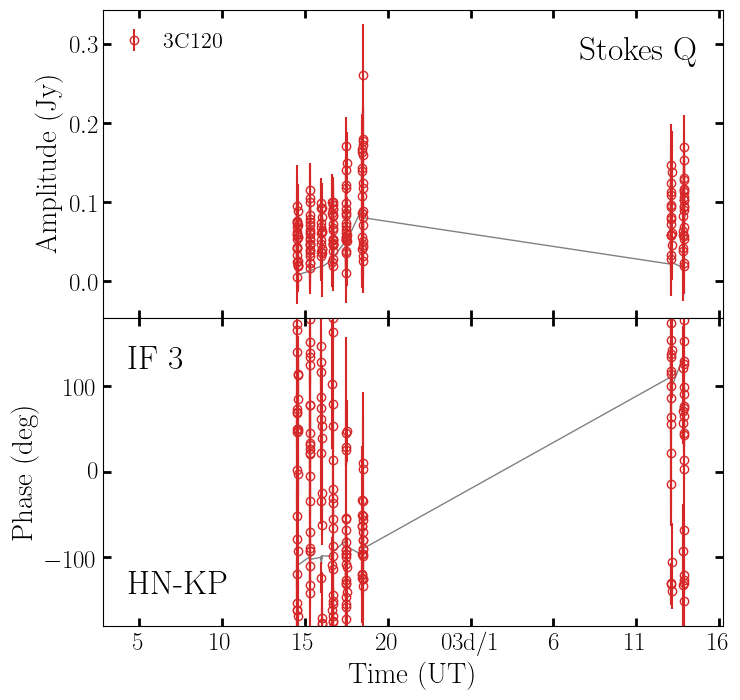 3C120
Stokes Q
0.3
0.2
0.1
0.0
Amplitude (Jy)
IF 3
100
0
−100
Phase (deg)
HN-KP
5 10 15 20 03d/1 6 11 16
Time (UT)